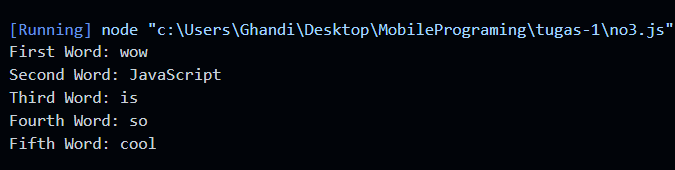 [Running] node "c:\Users\Ghandi\Desktop\MobilePrograming\tugas-1\no3.js"
First Word: wow
Second Word: JavaScript
Third Word: is
Fourth Word: so
Fifth Word: cool